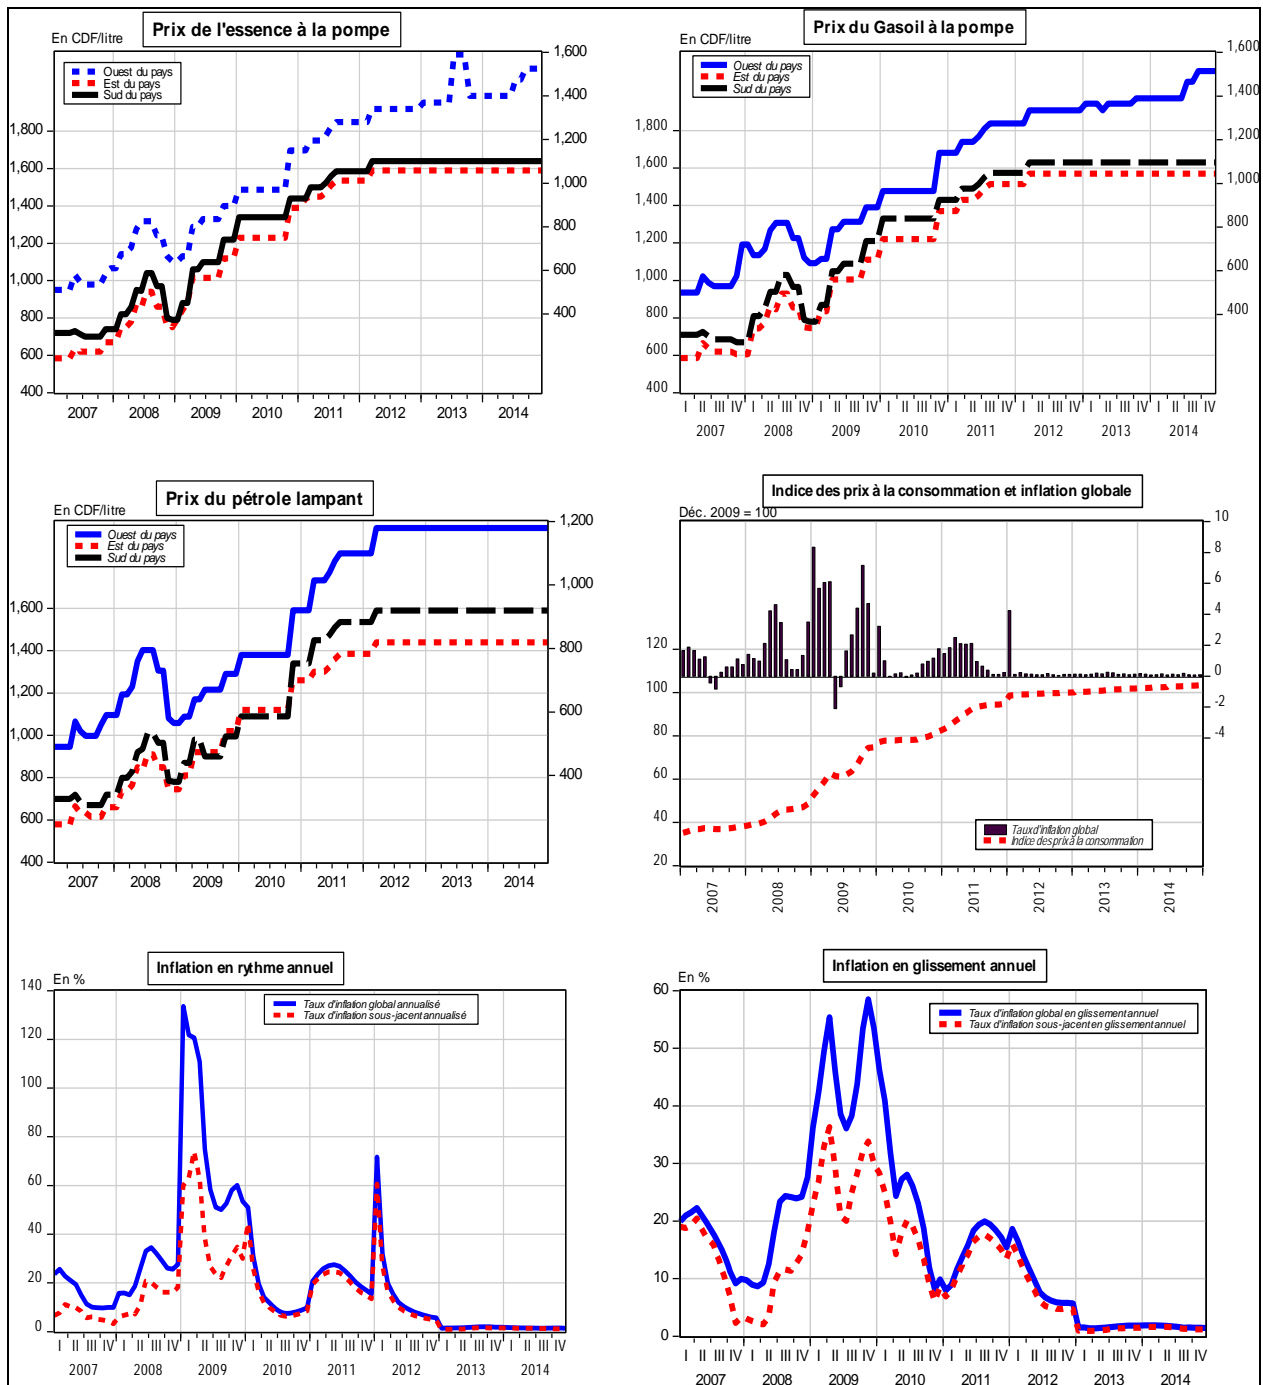 Prix de l'essence à la pompe
En CDF/litre
Ouest du pays
Est du pays
Sud du pays
1,800
1,600
1,400
1,200
1,000
800
600
400
1,600
1,400
1,200
1,000
800
600
400
2007 2008 2009 2010 2011 2012 2013 2014
Prix du Gasoil à la pompe
En CDF/litre
Ouest du pays
Est du pays
Sud du pays
1,800
1,600
1,400
1,200
1,000
800
600
400
1,600
1,400
1,200
1,000
800
600
400
I II III IV I II III IV I II III IV I II III IV I II III IV I II III IV I II III IV I II III IV
2007 2008 2009 2010 2011 2012 2013 2014
Prix du pétrole lampant
En CDF/litre
Ouest du pays
Est du pays
Sud du pays
1,600
1,400
1,200
1,000
800
600
400
1,200
1,000
800
600
400
2007 2008 2009 2010 2011 2012 2013 2014
Indice des prix à la consommation et inflation globale
Déc. 2009 = 100
120
100
80
60
40
20
10
8
6
4
2
0
-2
-4
Taux d'inflation global
Indice des prix à la consommation
2007 2008 2009 2010 2011 2012 2013 2014
Inflation en rythme annuel
En %
Taux d'inflation global annualisé
Taux d'inflation sous-jacent annualisé
140
120
100
80
60
40
20
0
I II III IV I II III IV I II III IV I II III IV I II III IV I II III IV I II III IV I II III IV
2007 2008 2009 2010 2011 2012 2013 2014
Inflation en glissement annuel
En %
Taux d'inflation global en glissement annuel
Taux d'inflation sous-jacent en glissement annuel
60
50
40
30
20
10
0
I II III IV I II III IV I II III IV I II III IV I II III IV I II III IV I II III IV I II III IV
2007 2008 2009 2010 2011 2012 2013 2014